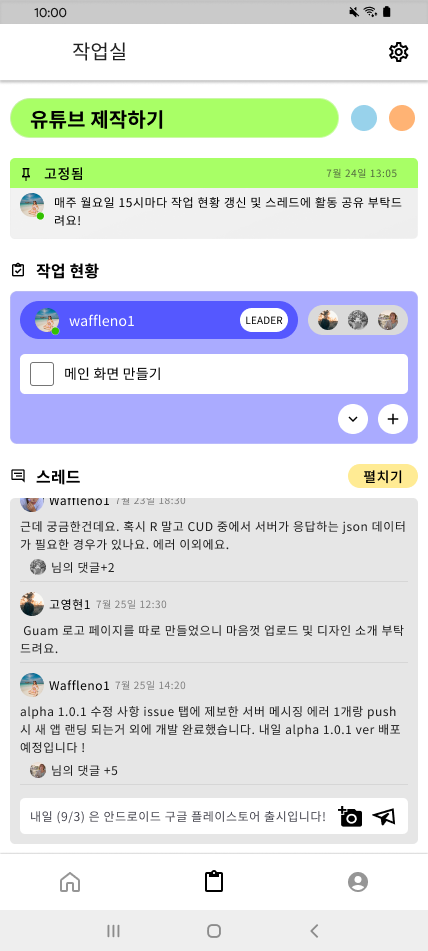 10:00
작업실
유튜브 제작하기
고정됨 7월 24일 13:05
매주 월요일 15시마다 작업 현황 갱신 및 스레드에 활동 공유 부탁드
려요!
작업 현황
waffleno1 LEADER
메인 화면 만들기
스레드 펼치기
Waffleno1 7월 23일 18:30
근데 궁금한건데요. 혹시 R 말고 CUD 중에서 서버가 응답하는 json 데이터
가 필요한 경우가 있나요. 에러 이외에요.
님의 댓글+2
고영현1 7월 25일 12:30
Guam 로고 페이지를 따로 만들었으니 마음껏 업로드 및 디자인 소개 부탁
드려요.
Waffleno1 7월 25일 14:20
alpha 1.0.1 수정 사항 issue 탭에 제보한 서버 메시징 에러 1개랑 push
시 새 앱 랜딩 되는거 외에 개발 완료했습니다. 내일 alpha 1.0.1 ver 배포
예정입니다 !
님의 댓글 +5
내일 (9/3) 은 안드로이드 구글 플레이스토어 출시입니다!